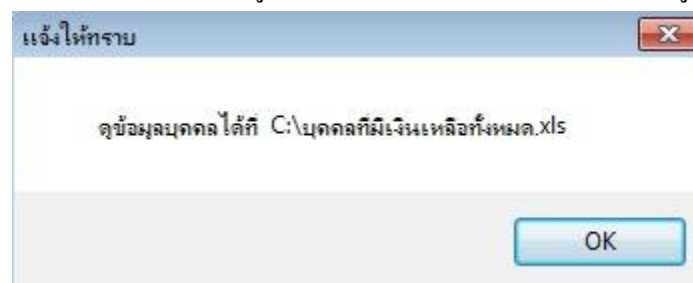 แจ้งให้ทราบ
ดูข้อมูลบุคคลได้ที่ C:\บุคคลที่มีเงินเหลือทั้งหมด.xls
OK